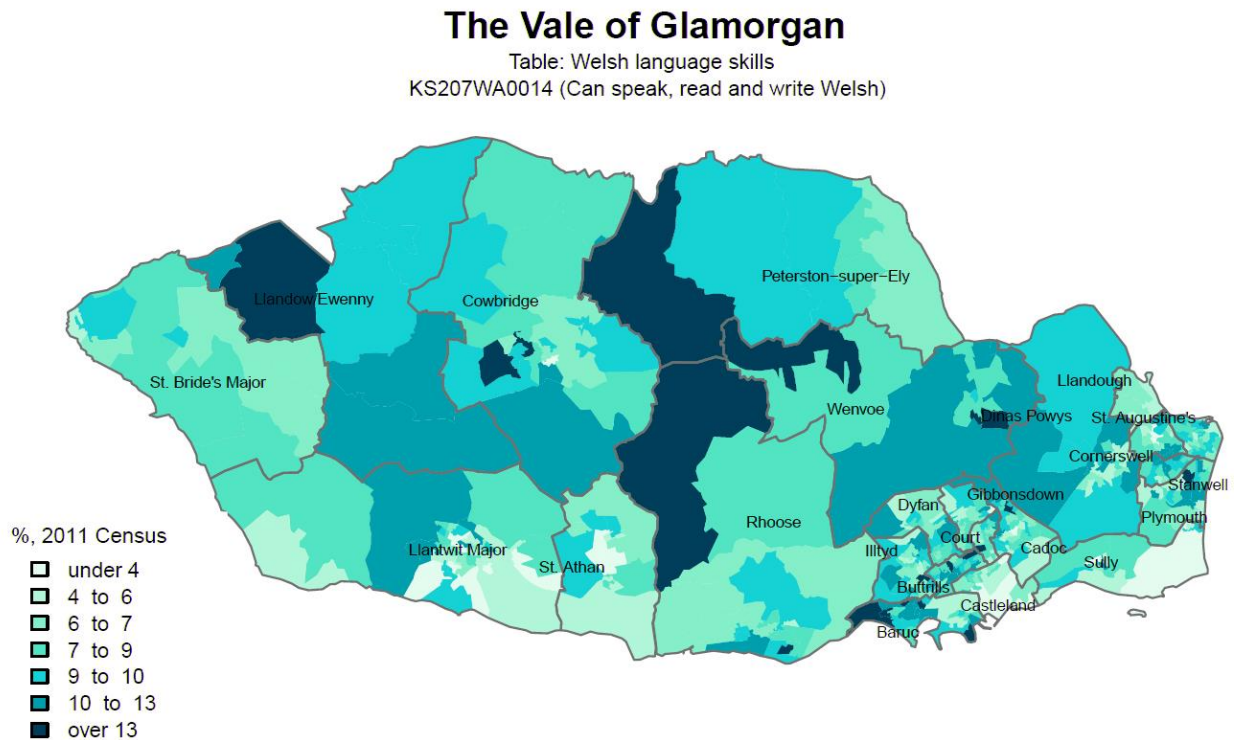 The Vale of Glamorgan
Table: Welsh language skills
KS207WA0014 (Can speak, read and write Welsh)
Peterston−super−Ely
Llandow/Ewenny
Cowbridge
St. Bride's Major
Llandough
Wenvoe
Dinas Powys
St. Augustine's
Cornerswell
Stanwell
Gibbonsdown
Dyfan
Plymouth
Rhoose
Court
Illtyd
Cadoc
Llantwit Major
St. Athan
Sully
Buttrills
Castleland
Baruc
%, 2011 Census
under 4
4 to 6
6 to 7
7 to 9
9 to 10
10 to 13
over 13